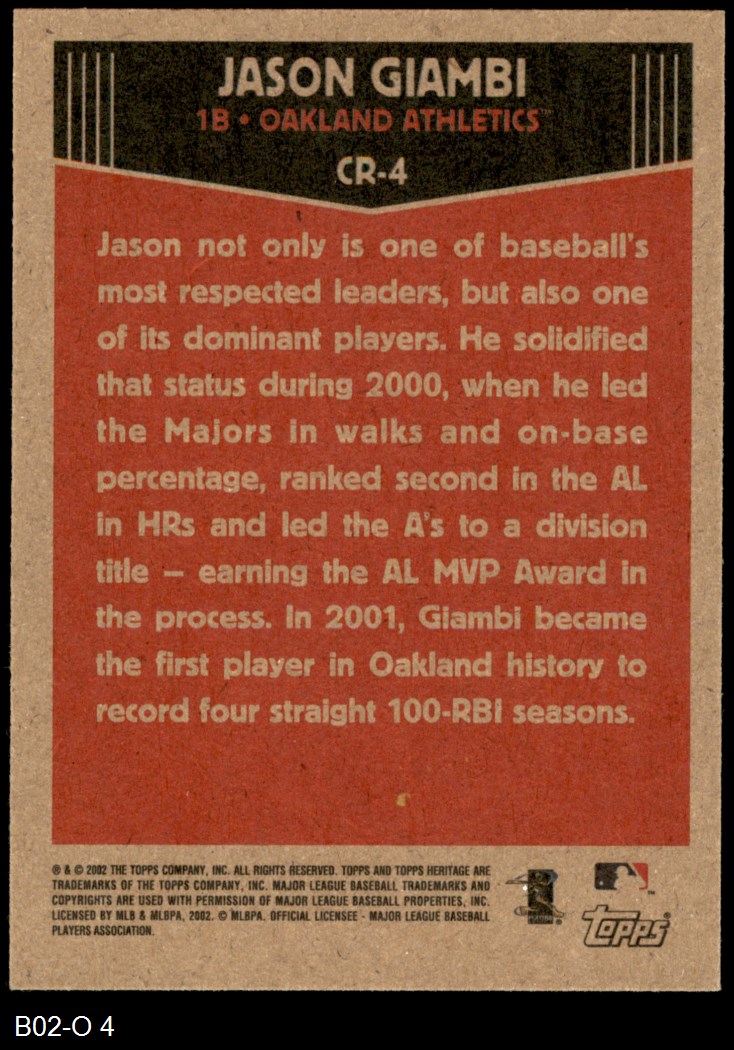 JASON GIAMBI
1B • OAKLAND ATHLETICS™
CR-4
Jason not only is one of baseball's
most respected leaders, but also one
of its dominant players. He solidified
that status during 2000, when he led
the Majors in walks and on-base
percentage, ranked second in the AL
in HRs and led the A's to a division
title – earning the AL MVP Award in
the process. In 2001, Giambi became
the first player in Oakland history to
record four straight 100-RBI seasons.
® & © 2002 THE TOPPS COMPANY, INC. ALL RIGHTS RESERVED. TOPPS AND TOPPS HERITAGE ARE
TRADEMARKS OF THE TOPPS COMPANY, INC. MAJOR LEAGUE BASEBALL TRADEMARKS AND
COPYRIGHTS ARE USED WITH PERMISSION OF MAJOR LEAGUE BASEBALL PROPERTIES, INC.
LICENSED BY MLB & MLBPA, 2002. © MLBPA. OFFICIAL LICENSEE - MAJOR LEAGUE BASEBALL
PLAYERS ASSOCIATION.
Topps®
B02-O 4